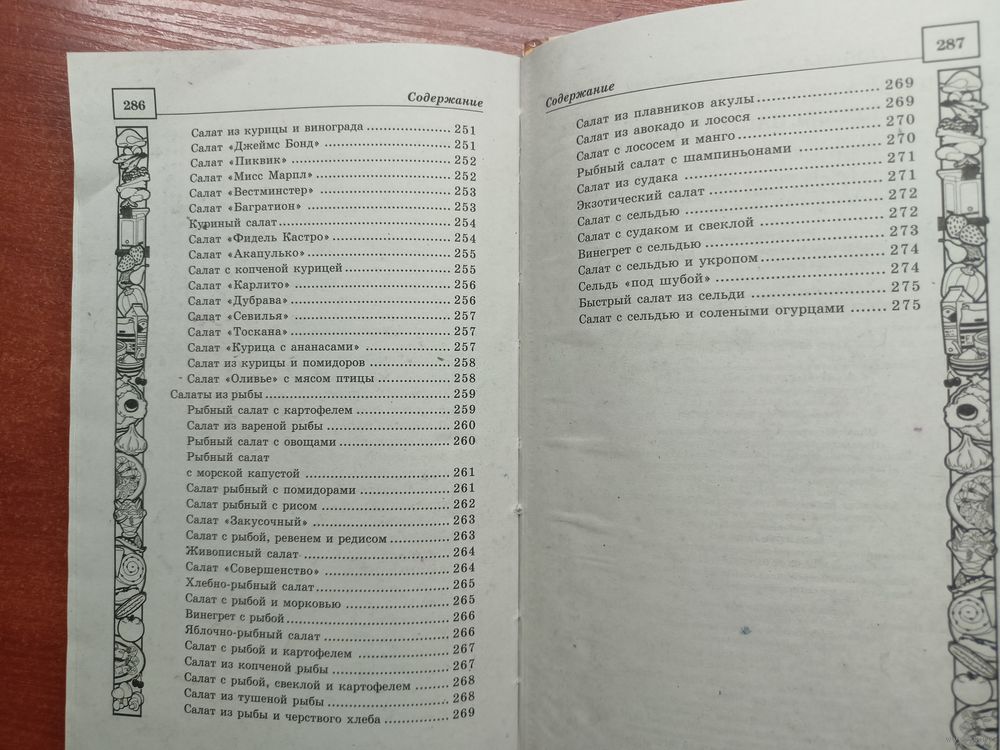 286
Содержание
Салат из курицы и винограда ..................... 251
Салат «Джеймс Бонд» ................................ 251
Салат «Пиквик» ........................................ 252
Салат «Мисс Марпл» .................................. 252
Салат «Вестминстер» .................................. 253
Салат «Багратион» ..................................... 253
Куриный салат ........................................... 254
Салат «Фидель Кастро» .............................. 254
Салат «Акапулько» ..................................... 255
Салат с копченой курицей ........................... 255
Салат «Карлито» ........................................ 256
Салат «Дубрава» ........................................ 256
Салат «Севилья» ........................................ 257
Салат «Тоскана» ........................................ 257
Салат «Курица с ананасами» ....................... 257
Салат из курицы и помидоров ..................... 258
Салат «Оливье» с мясом птицы ................... 258
Салаты из рыбы ......................................... 259
Рыбный салат с картофелем ........................ 259
Салат из вареной рыбы ............................... 260
Рыбный салат с овощами ............................ 260
Рыбный салат
с морской капустой .................................... 261
Салат рыбный с помидорами ....................... 261
Салат рыбный с рисом ................................ 262
Салат «Закусочный» ................................... 263
Салат с рыбой, ревенем и редисом ............... 263
Живописный салат ..................................... 264
Салат «Совершенство» ................................ 264
Хлебно-рыбный салат ................................. 265
Салат с рыбой и морковью .......................... 265
Винегрет с рыбой ....................................... 266
Яблочно-рыбный салат ................................ 266
Салат с рыбой и картофелем ....................... 267
Салат из копченой рыбы ............................. 267
Салат с рыбой, свеклой и картофелем .......... 268
Салат из тушеной рыбы .............................. 268
Салат из рыбы и черствого хлеба ................. 269
287
Содержание
Салат из плавников акулы .......................... 269
Салат из авокадо и лосося ........................... 269
Салат с лососем и манго .............................. 270
Рыбный салат с шампиньонами ................... 270
Салат из судака ......................................... 271
Экзотический салат .................................... 271
Салат с сельдью ......................................... 272
Салат с судаком и свеклой .......................... 272
Винегрет с сельдью .................................... 273
Салат с сельдью и укропом ......................... 274
Сельдь «под шубой» ................................... 274
Быстрый салат из сельди ............................ 275
Салат с сельдью и солеными огурцами ......... 275